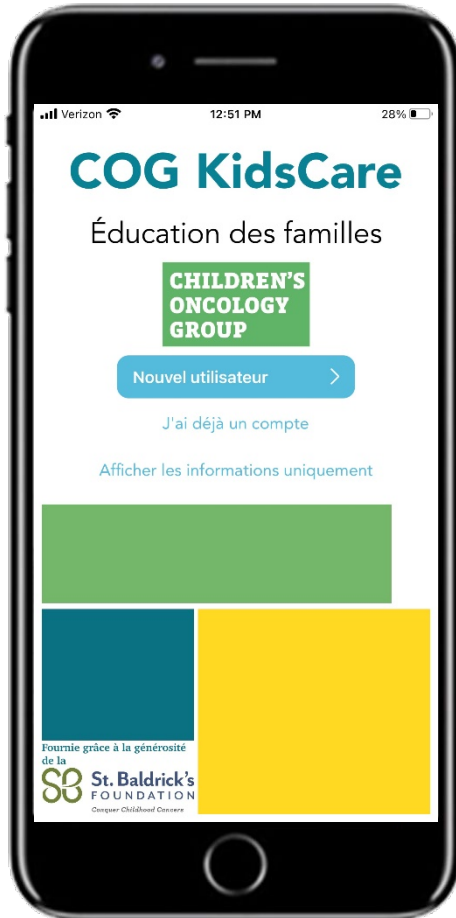 Verizon 12:51 PM 28%
COG KidsCare
Éducation des familles
CHILDREN'S
ONCOLOGY
GROUP
Nouvel utilisateur
J'ai déjà un compte
Afficher les informations uniquement
Fournie grâce à la générosité
de la
St. Baldrick's
FOUNDATION
Conquer Childhood Cancers